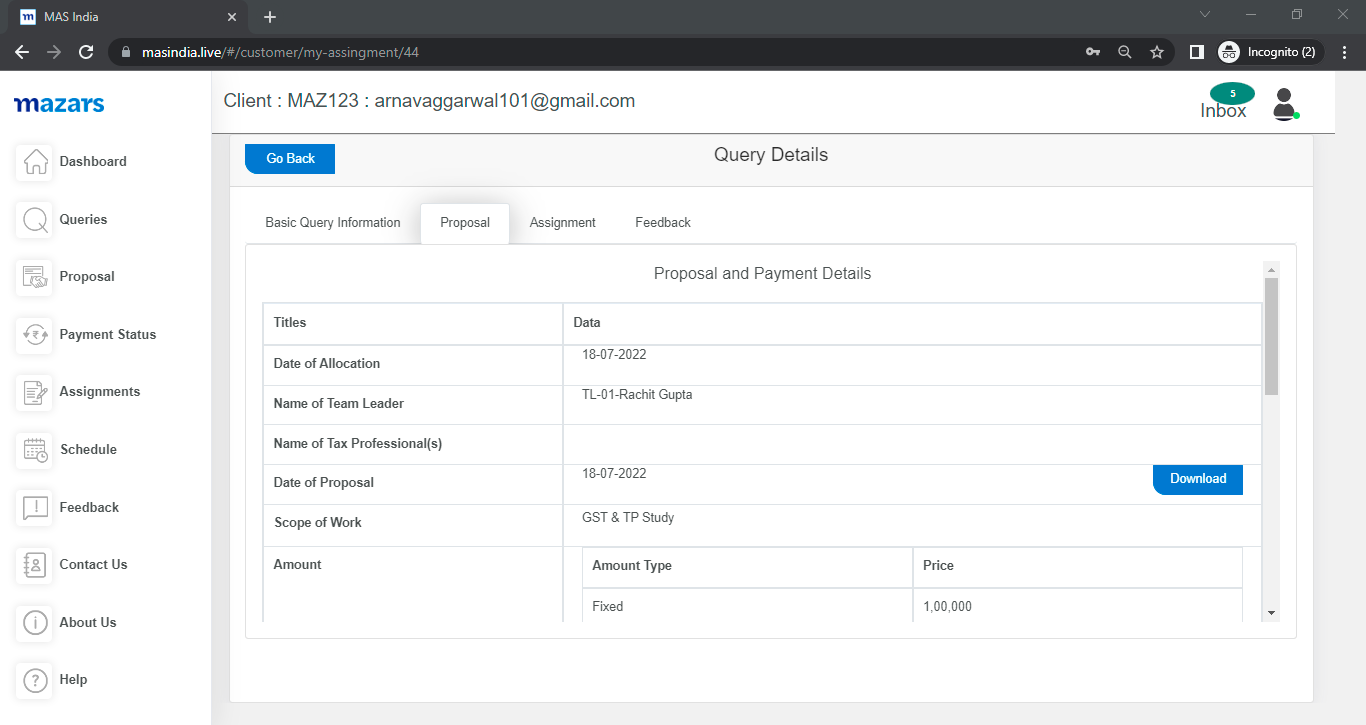 m MAS India
masindia.live/#/customer/my-assingment/44
Incognito (2)
mazars
Client : MAZ123 : arnavaggarwal101@gmail.com
5
Inbox
Dashboard
Queries
Proposal
Payment Status
Assignments
Schedule
Feedback
Contact Us
About Us
Help
Go Back
Query Details
Basic Query Information Proposal Assignment Feedback
Proposal and Payment Details
Titles Data
Date of Allocation 18-07-2022
Name of Team Leader TL-01-Rachit Gupta
Name of Tax Professional(s)
Date of Proposal 18-07-2022 Download
Scope of Work GST & TP Study
Amount Amount Type Price
Fixed 1,00,000